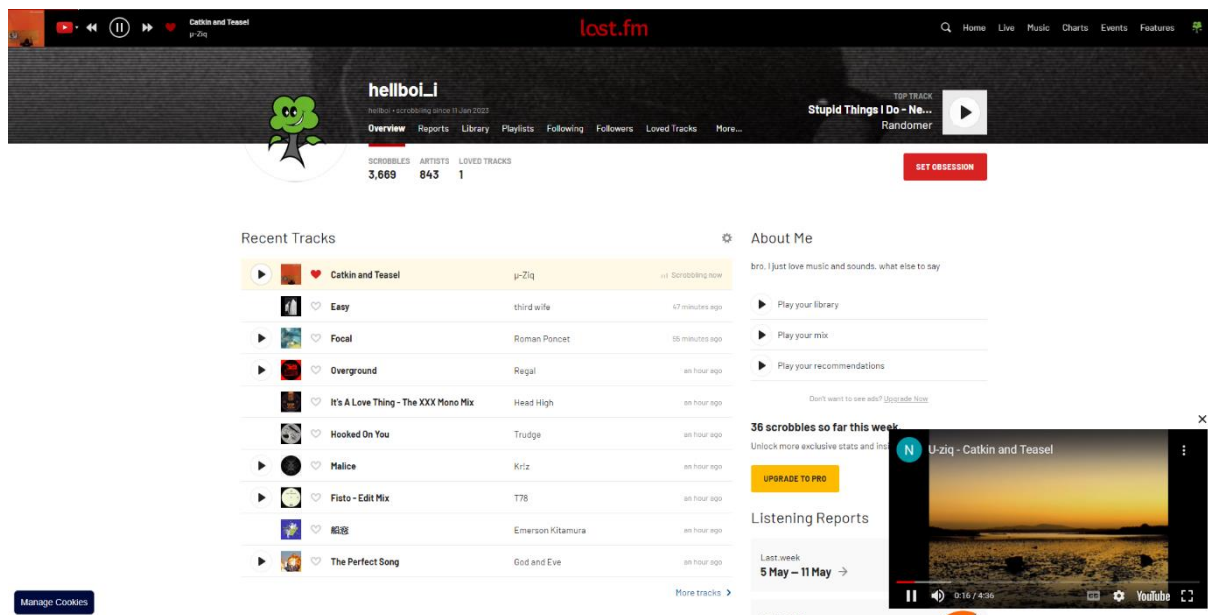 Catkin and Teasel
µ-Ziq
lost.fm
Home Live Music Charts Events Features
hellboi_i
hellboi • scrobbling since 11 Jan 2023
Overview Reports Library Playlists Following Followers Loved Tracks More...
TOP TRACK
Stupid Things I Do - Ne...
Randomer
SCROBBLES ARTISTS LOVED TRACKS
3,669 843 1
SET OBSESSION
Recent Tracks
Catkin and Teasel µ-Ziq Scrobbling now
Easy third wife 47 minutes ago
Focal Roman Poncet 55 minutes ago
Overground Regal an hour ago
It's A Love Thing - The XXX Mono Mix Head High an hour ago
Hooked On You Trudge an hour ago
Malice Kr!z an hour ago
Fisto - Edit Mix T78 an hour ago
Emerson Kitamura an hour ago
The Perfect Song God and Eve an hour ago
More tracks
About Me
bro, I just love music and sounds. what else to say
Play your library
Play your mix
Play your recommendations
Don't want to see ads? Upgrade Now
36 scrobbles so far this week.
Unlock more exclusive stats and
UPGRADE TO PRO
Listening Reports
Last.week
5 May — 11 May
N U-ziq - Catkin and Teasel
0:16 / 4:36 YouTube
Manage Cookies